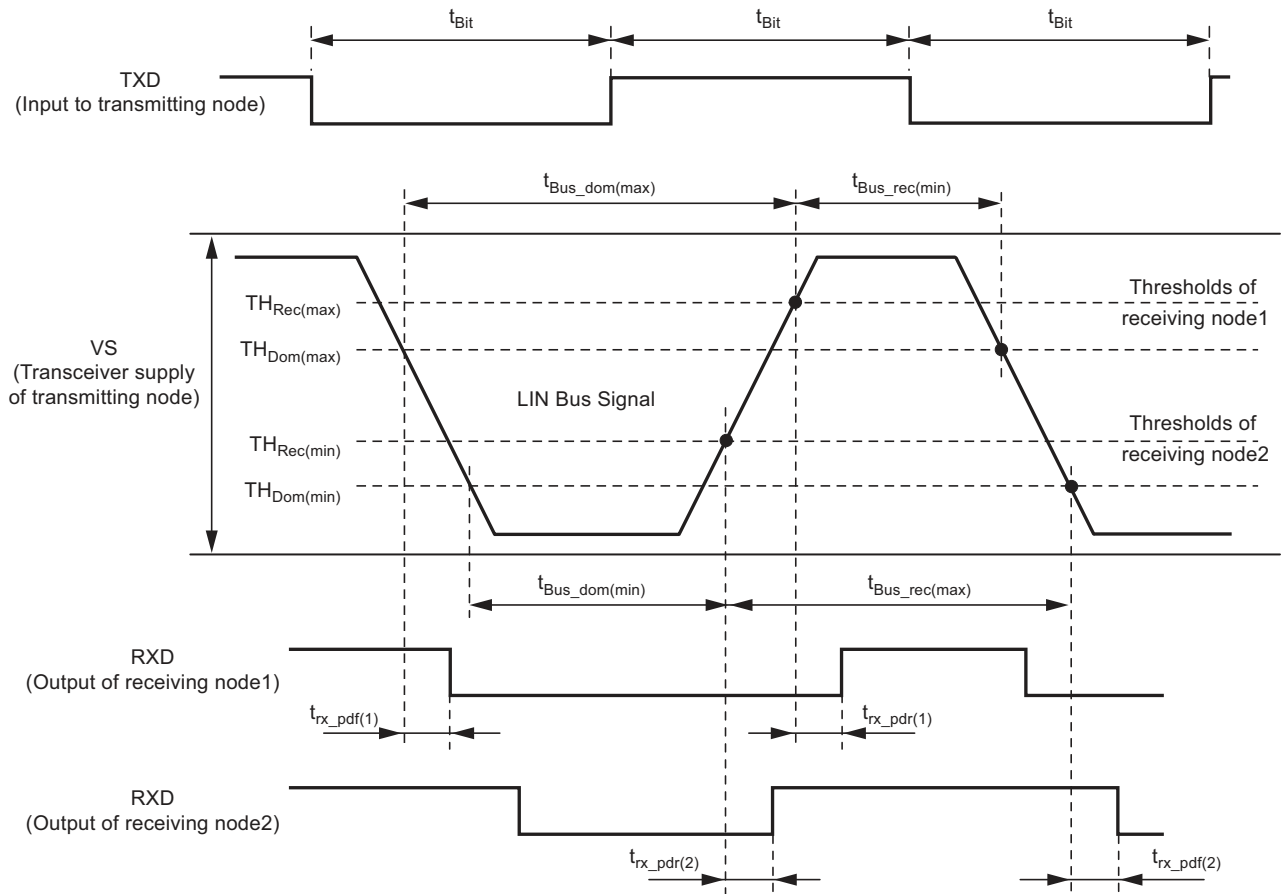 tBit
tBit
tBit
TXD
(Input to transmitting node)
tBus_dom(max)
tBus_rec(min)
THRec(max)
Thresholds of
receiving node1
THDom(max)
VS
(Transceiver supply
of transmitting node)
LIN Bus Signal
THRec(min)
Thresholds of
receiving node2
THDom(min)
tBus_dom(min)
tBus_rec(max)
RXD
(Output of receiving node1)
trx_pdf(1)
trx_pdr(1)
RXD
(Output of receiving node2)
trx_pdr(2)
trx_pdf(2)